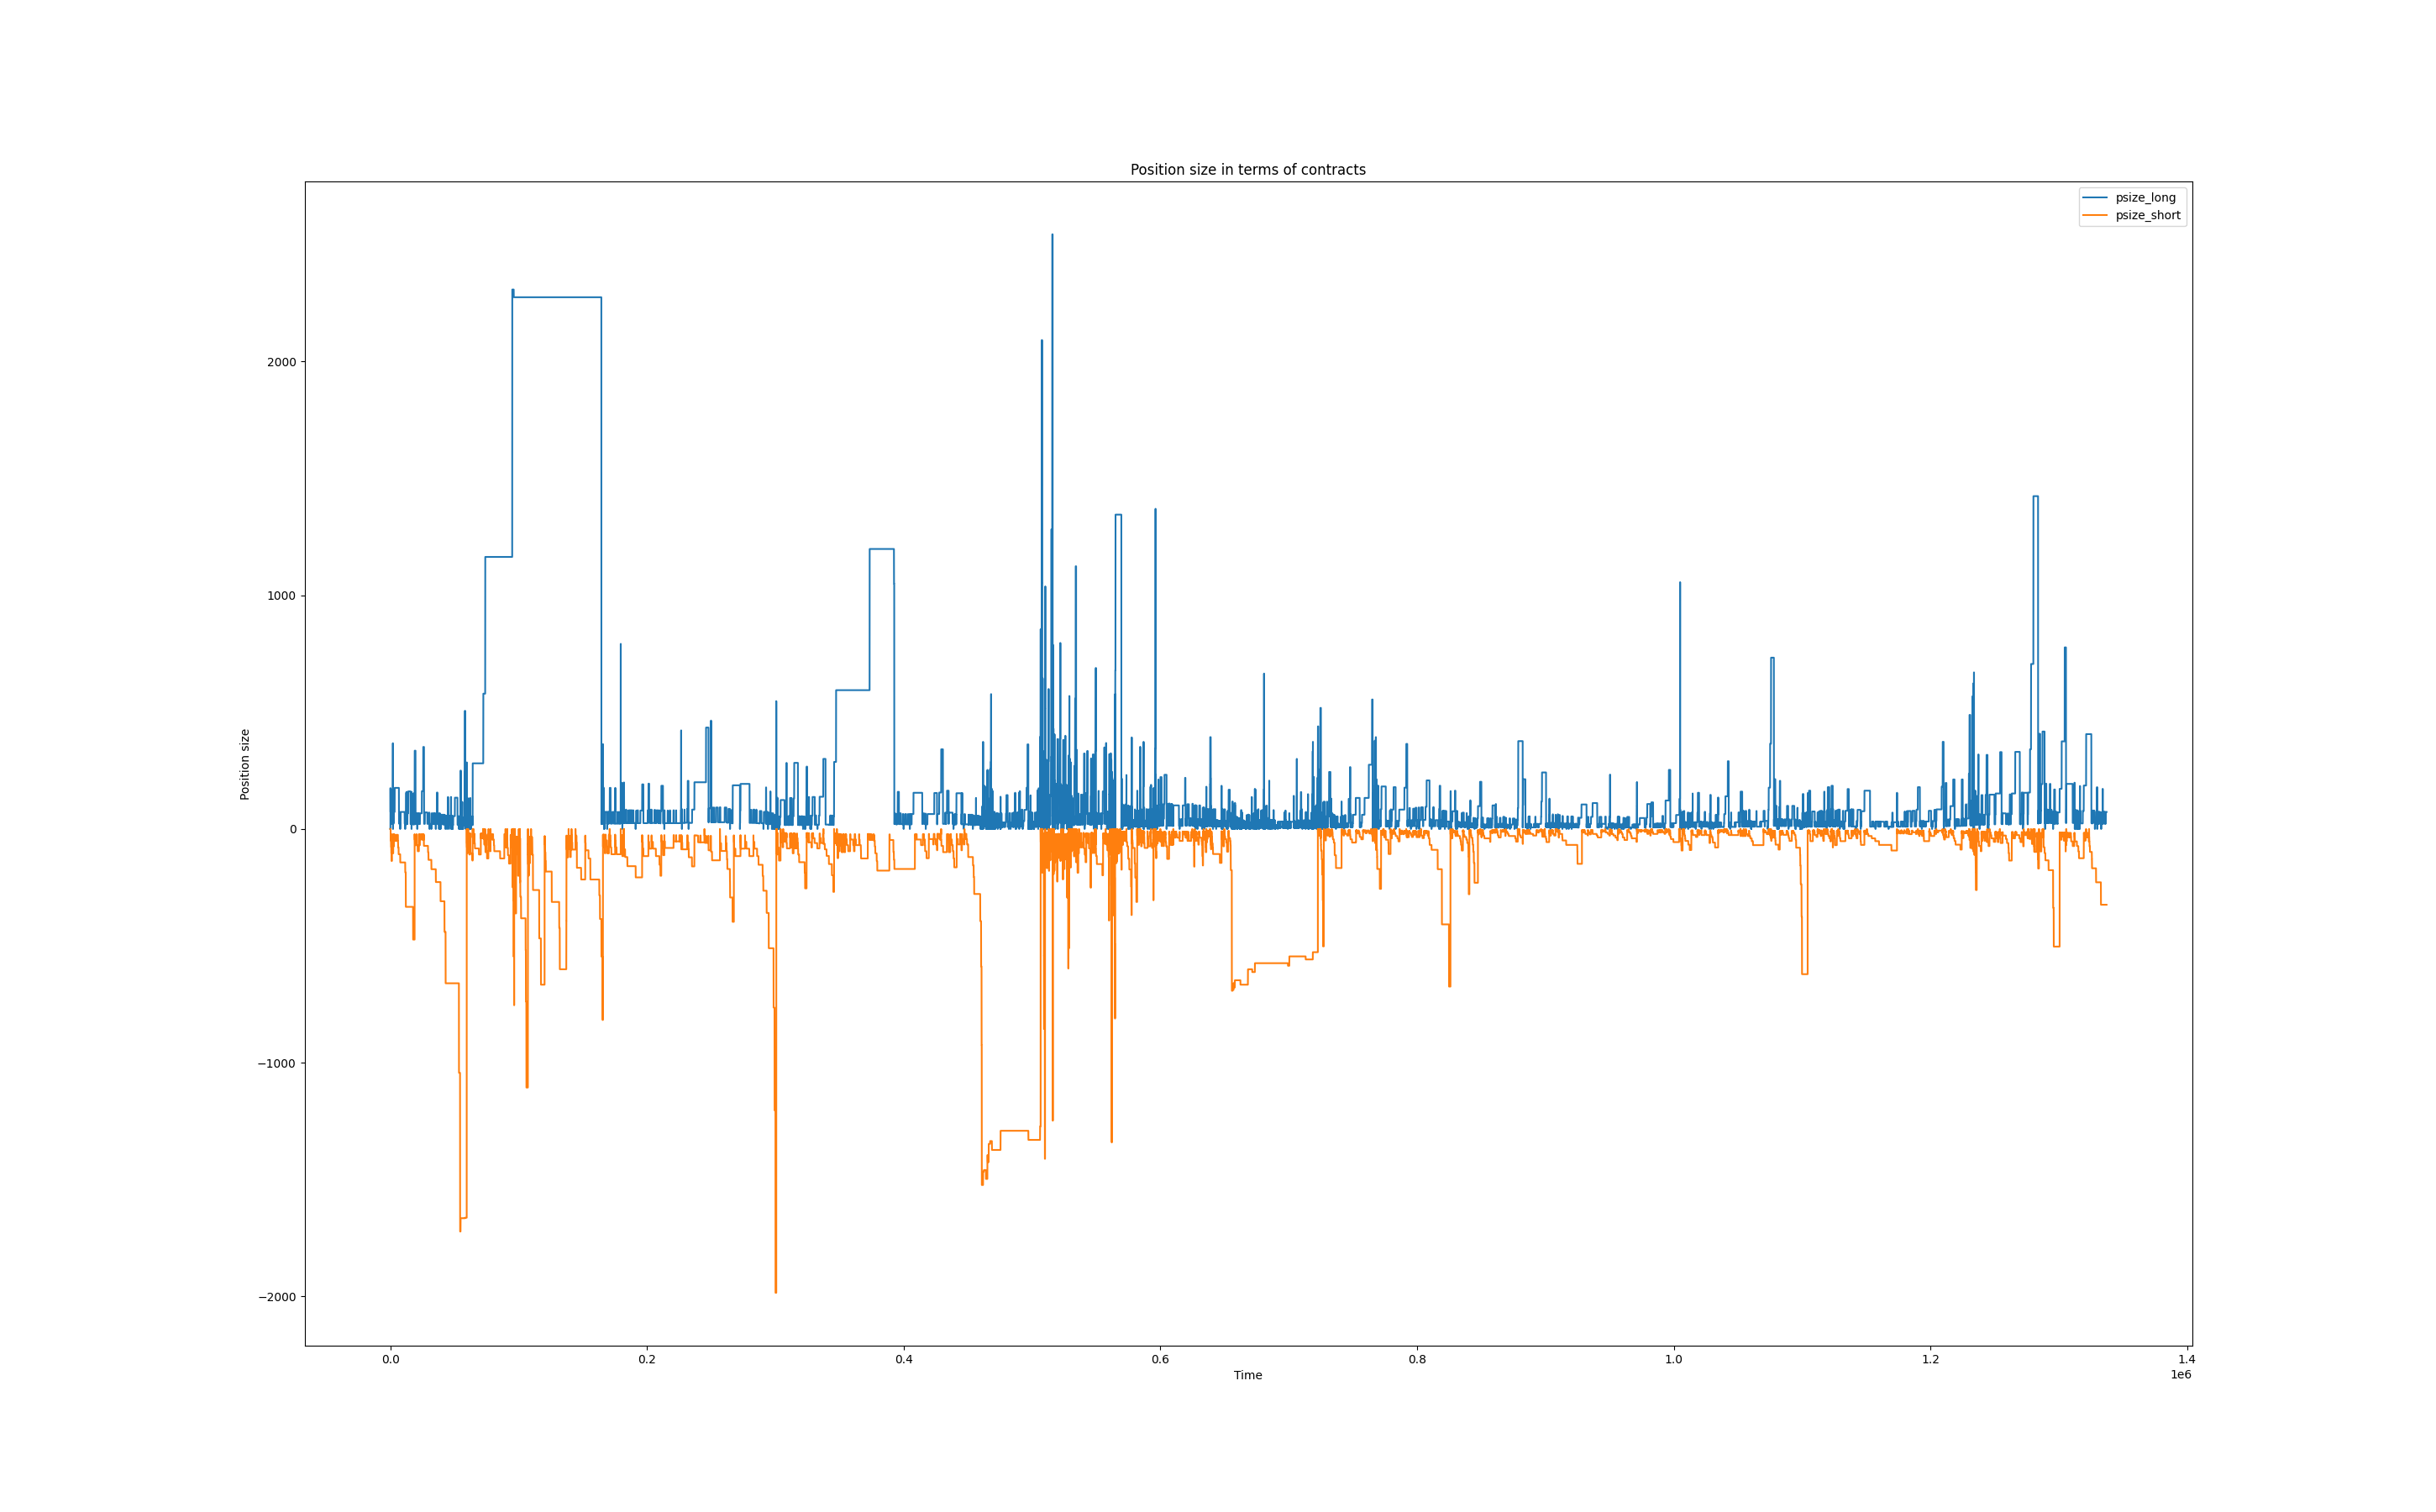 Position size in terms of contracts
psize_long
psize_short
Position size
2000
1000
0
−1000
−2000
0.0
0.2
0.4
0.6
0.8
1.0
1.2
1.4
1e6
Time